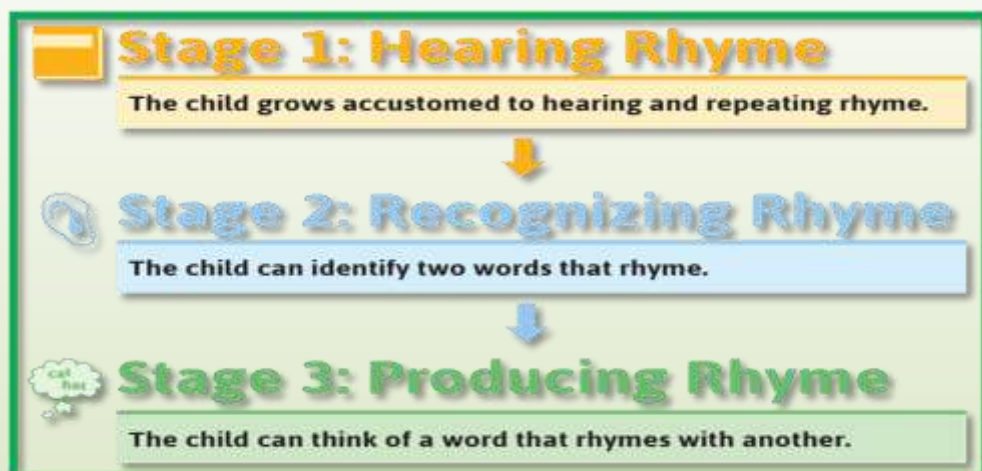 Stage 1: Hearing Rhyme
The child grows accustomed to hearing and repeating rhyme.
Stage 2: Recognizing Rhyme
The child can identify two words that rhyme.
cat
hat
Stage 3: Producing Rhyme
The child can think of a word that rhymes with another.